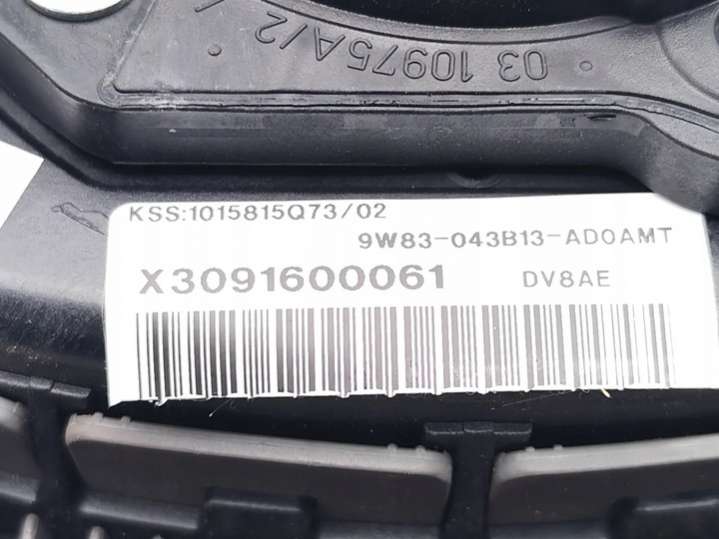 03 10975A/2
KSS:1015815Q73/02
9W83-043B13-AD0AMT
X3091600061
DV8AE